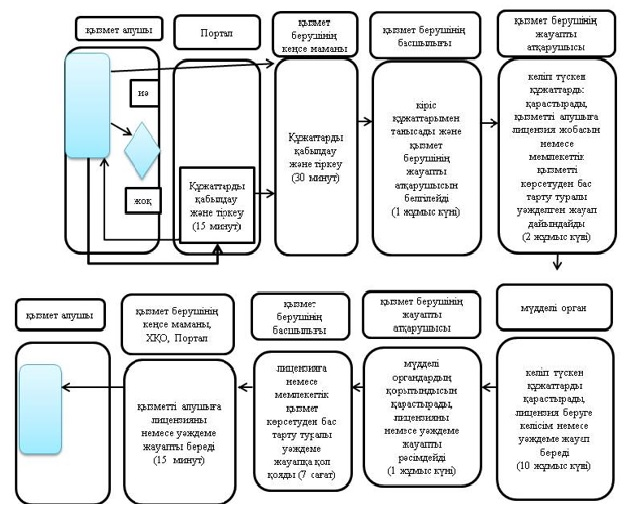 қызмет алушы
Портал
қызмет
берушінің
кеңсе маманы
қызмет берушінің
басшылығы
қызмет
берушінің
жауапты
атқарушысы
иә
жоқ
Құжаттарды
қабылдау
және тіркеу
(15 минут)
Құжаттарды
қабылдау
және тіркеу
(30 минут)
кіріс
құжаттарымен
танысады және
қызмет
берушінің
жауапты
атқарушысын
белгілейді
(1 жұмыс күні)
келіп түскен
құжаттарды
қарастырады,
қызметті алушыға
лицензия жобасын
немесе
мемлекеттік
қызметті
көрсетуден бас
тарту туралы
уәжделген жауап
дайындайды
(2 жұмыс күні)
қызмет алушы
қызмет берушінің
кеңсе маманы,
ХҚО, Портал
қызмет
берушінің
басшылығы
қызмет берушінің
жауапты
атқарушысы
мүдделі орган
қызметті алушыға
лицензияны
немесе уәждеме
жауапты береді
(15 минут)
лицензияға
немесе
мемлекеттік
қызмет
көрсетуден бас
тарту туралы
уәждеме
жауапқа қол
қояды (7 сағат)
мүдделі
органдардың
қорытындысын
қарастырады,
лицензияны
немесе уәждеме
жауапты
рәсімдейді
(1 жұмыс күні)
келіп түскен
құжаттарды
қарастырады,
лицензия беруге
келісім немесе
уәждеме жауап
береді
(10 жұмыс күні)